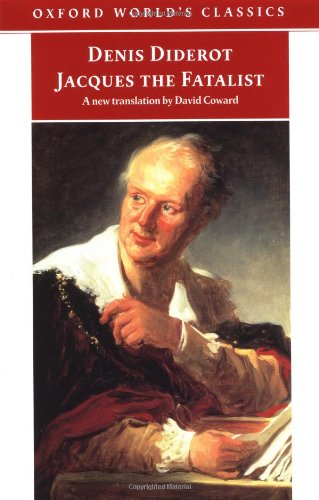 OXFORD WORLD'S CLASSICS
DENIS DIDEROT
JACQUES THE FATALIST
A new translation by David Coward